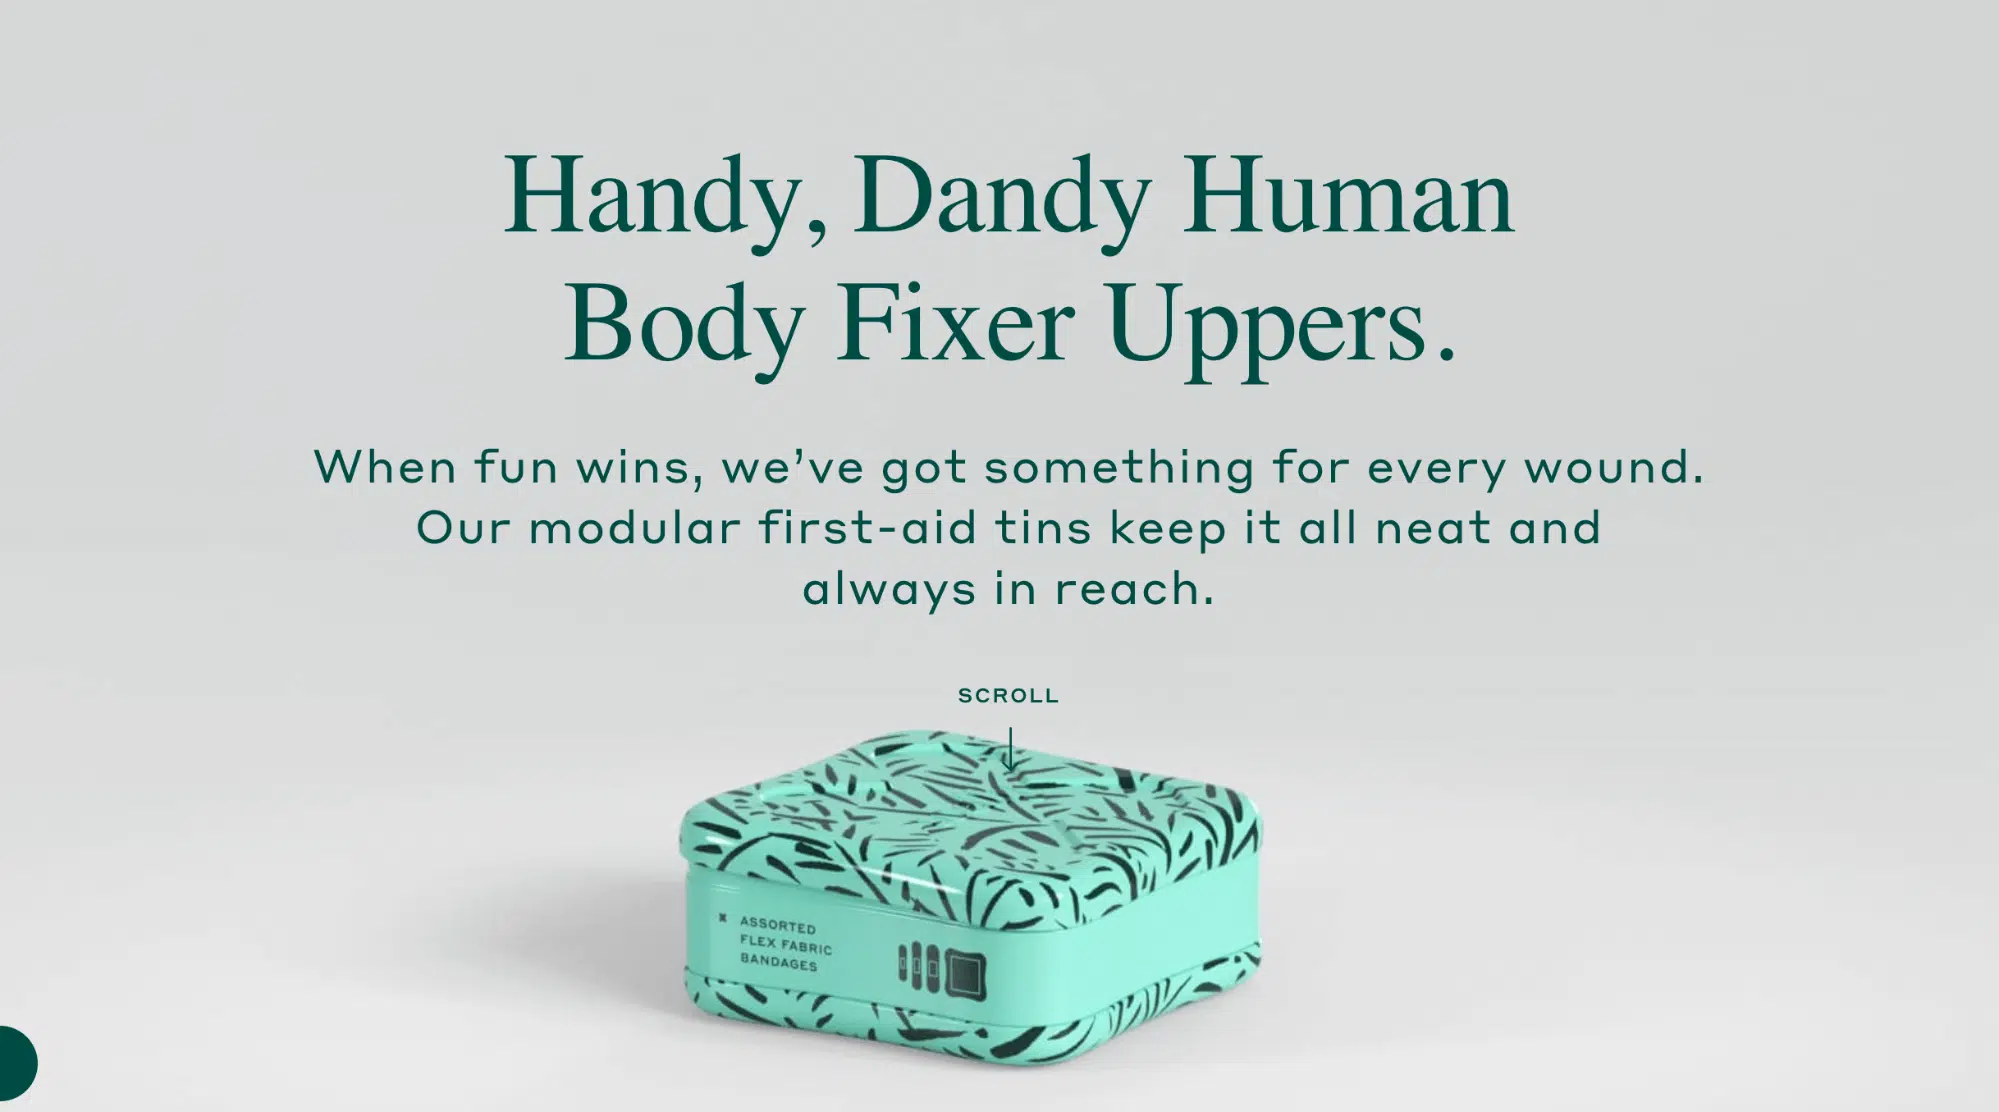 Handy, Dandy Human
Body Fixer Uppers.
When fun wins, we’ve got something for every wound.
Our modular first-aid tins keep it all neat and
always in reach.
SCROLL
ASSORTED
FLEX FABRIC
BANDAGES